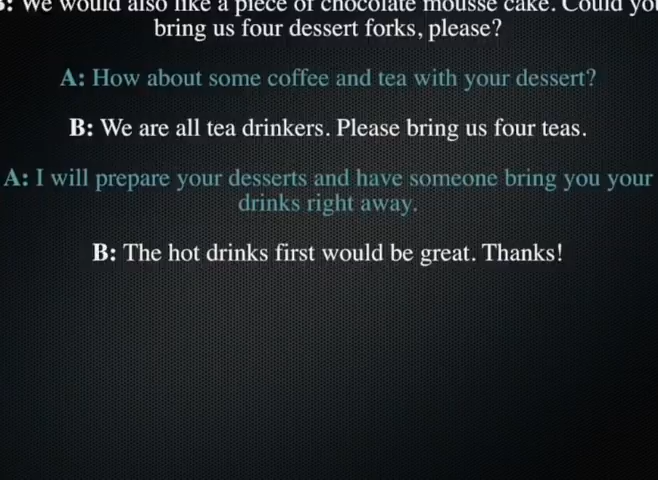 B: We would also like a piece of chocolate mousse cake. Could you
bring us four dessert forks, please?
A: How about some coffee and tea with your dessert?
B: We are all tea drinkers. Please bring us four teas.
A: I will prepare your desserts and have someone bring you your
drinks right away.
B: The hot drinks first would be great. Thanks!